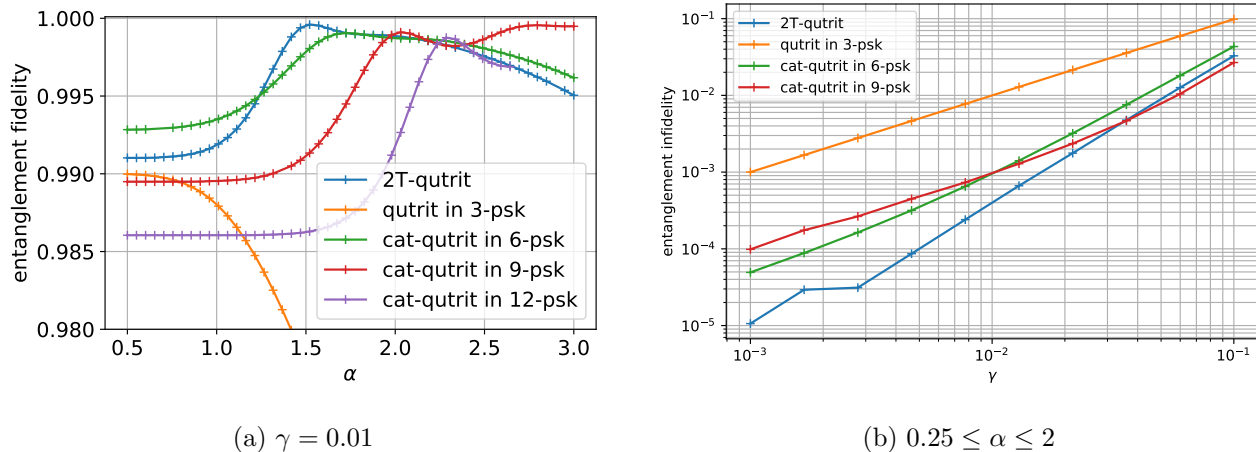 1.000
0.995
0.990
0.985
0.980
entanglement fidelity
0.5 1.0 1.5 2.0 2.5 3.0
α
2T-qutrit
qutrit in 3-psk
cat-qutrit in 6-psk
cat-qutrit in 9-psk
cat-qutrit in 12-psk
(a) γ = 0.01
10⁻¹
10⁻²
10⁻³
10⁻⁴
10⁻⁵
entanglement infidelity
2T-qutrit
qutrit in 3-psk
cat-qutrit in 6-psk
cat-qutrit in 9-psk
10⁻³ 10⁻² 10⁻¹
γ
(b) 0.25 ≤ α ≤ 2